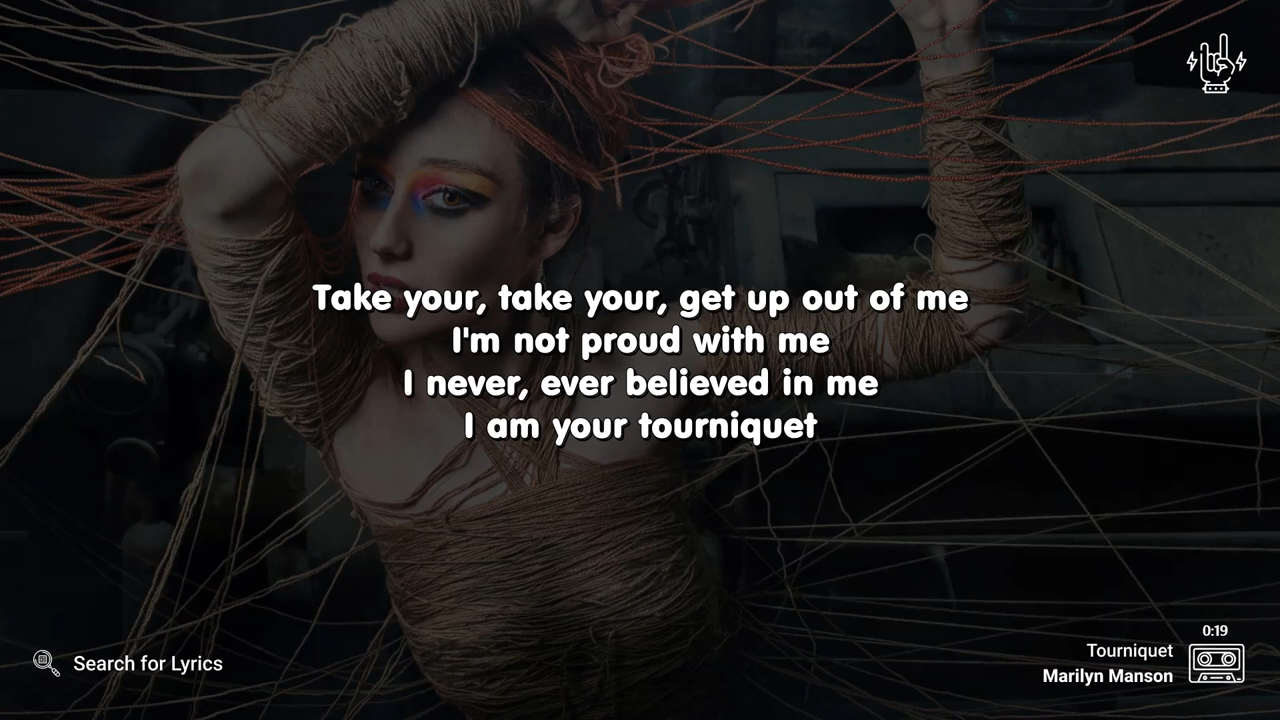 Take your, take your, get up out of me
I'm not proud with me
I never, ever believed in me
I am your tourniquet
0:19
Tourniquet
Marilyn Manson
Search for Lyrics